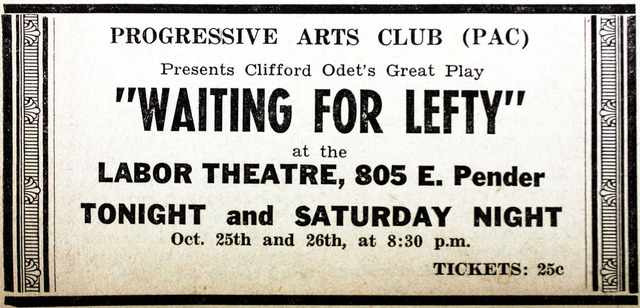 PROGRESSIVE ARTS CLUB (PAC)
Presents Clifford Odet's Great Play
"WAITING FOR LEFTY"
at the
LABOR THEATRE, 805 E. Pender
TONIGHT and SATURDAY NIGHT
Oct. 25th and 26th, at 8:30 p.m.
TICKETS: 25c